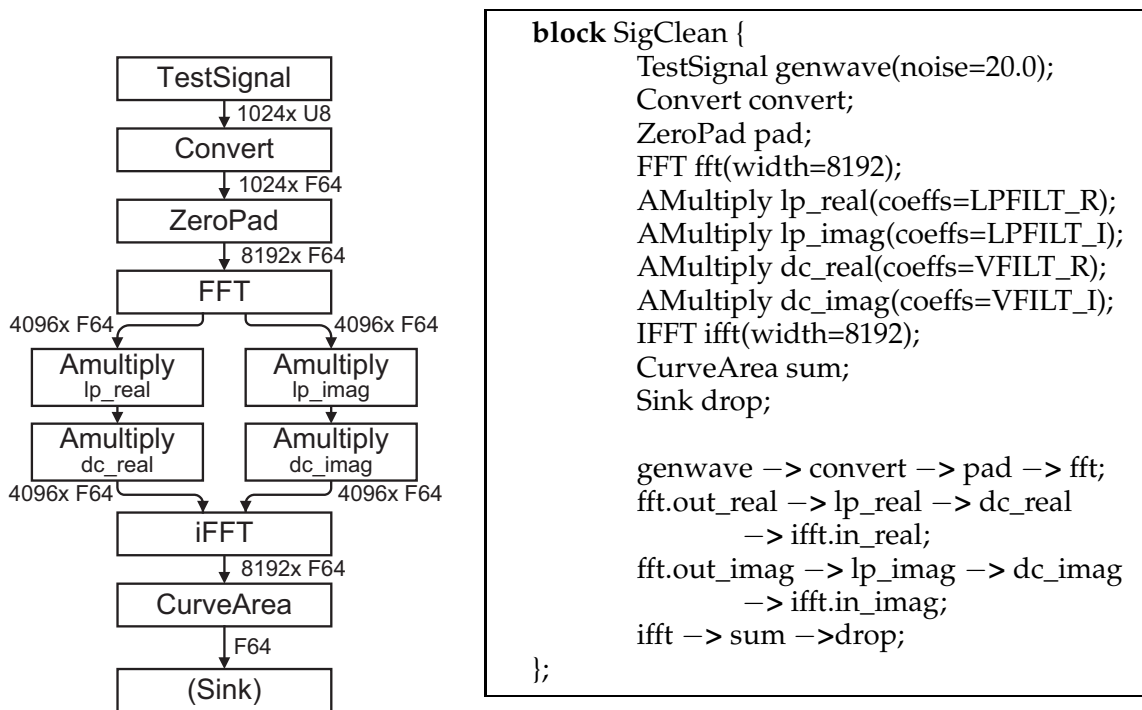 TestSignal
1024x U8
Convert
1024x F64
ZeroPad
8192x F64
FFT
4096x F64 4096x F64
Amultiply Amultiply
lp_real lp_imag
Amultiply Amultiply
dc_real dc_imag
4096x F64 4096x F64
iFFT
8192x F64
CurveArea
F64
(Sink)
block SigClean {
TestSignal genwave(noise=20.0);
Convert convert;
ZeroPad pad;
FFT fft(width=8192);
AMultiply lp_real(coeffs=LPFILT_R);
AMultiply lp_imag(coeffs=LPFILT_I);
AMultiply dc_real(coeffs=VFILT_R);
AMultiply dc_imag(coeffs=VFILT_I);
IFFT ifft(width=8192);
CurveArea sum;
Sink drop;
genwave −> convert −> pad −> fft;
fft.out_real −> lp_real −> dc_real
−> ifft.in_real;
fft.out_imag −> lp_imag −> dc_imag
−> ifft.in_imag;
ifft −> sum −>drop;
};